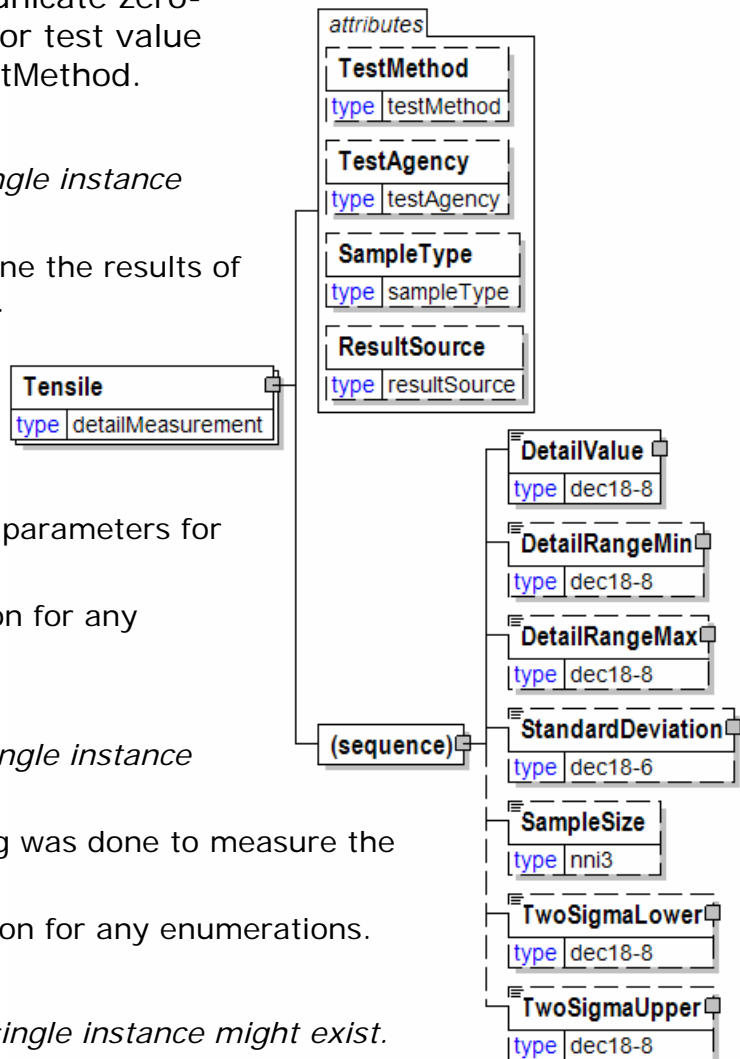 unicate zero-
or test value
tMethod.
ngle instance
ne the results of
.
parameters for
on for any
ngle instance
g was done to measure the
on for any enumerations.
single instance might exist.
Tensile
type detailMeasurement
attributes
TestMethod
type testMethod
TestAgency
type testAgency
SampleType
type sampleType
ResultSource
type resultSource
(sequence)
DetailValue
type dec18-8
DetailRangeMin
type dec18-8
DetailRangeMax
type dec18-8
StandardDeviation
type dec18-6
SampleSize
type nni3
TwoSigmaLower
type dec18-8
TwoSigmaUpper
type dec18-8